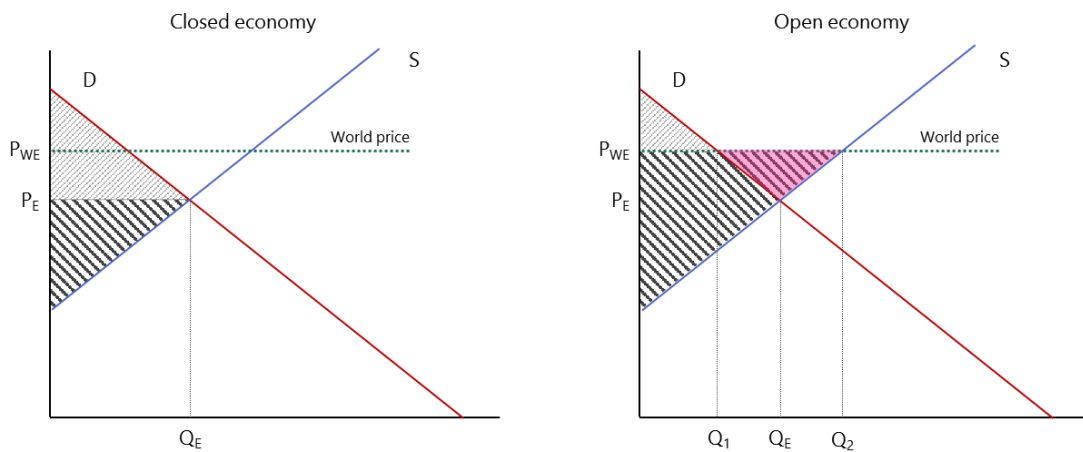 Closed economy
D
S
World price
P_WE
P_E
Q_E
Open economy
D
S
World price
P_WE
P_E
Q_1
Q_E
Q_2